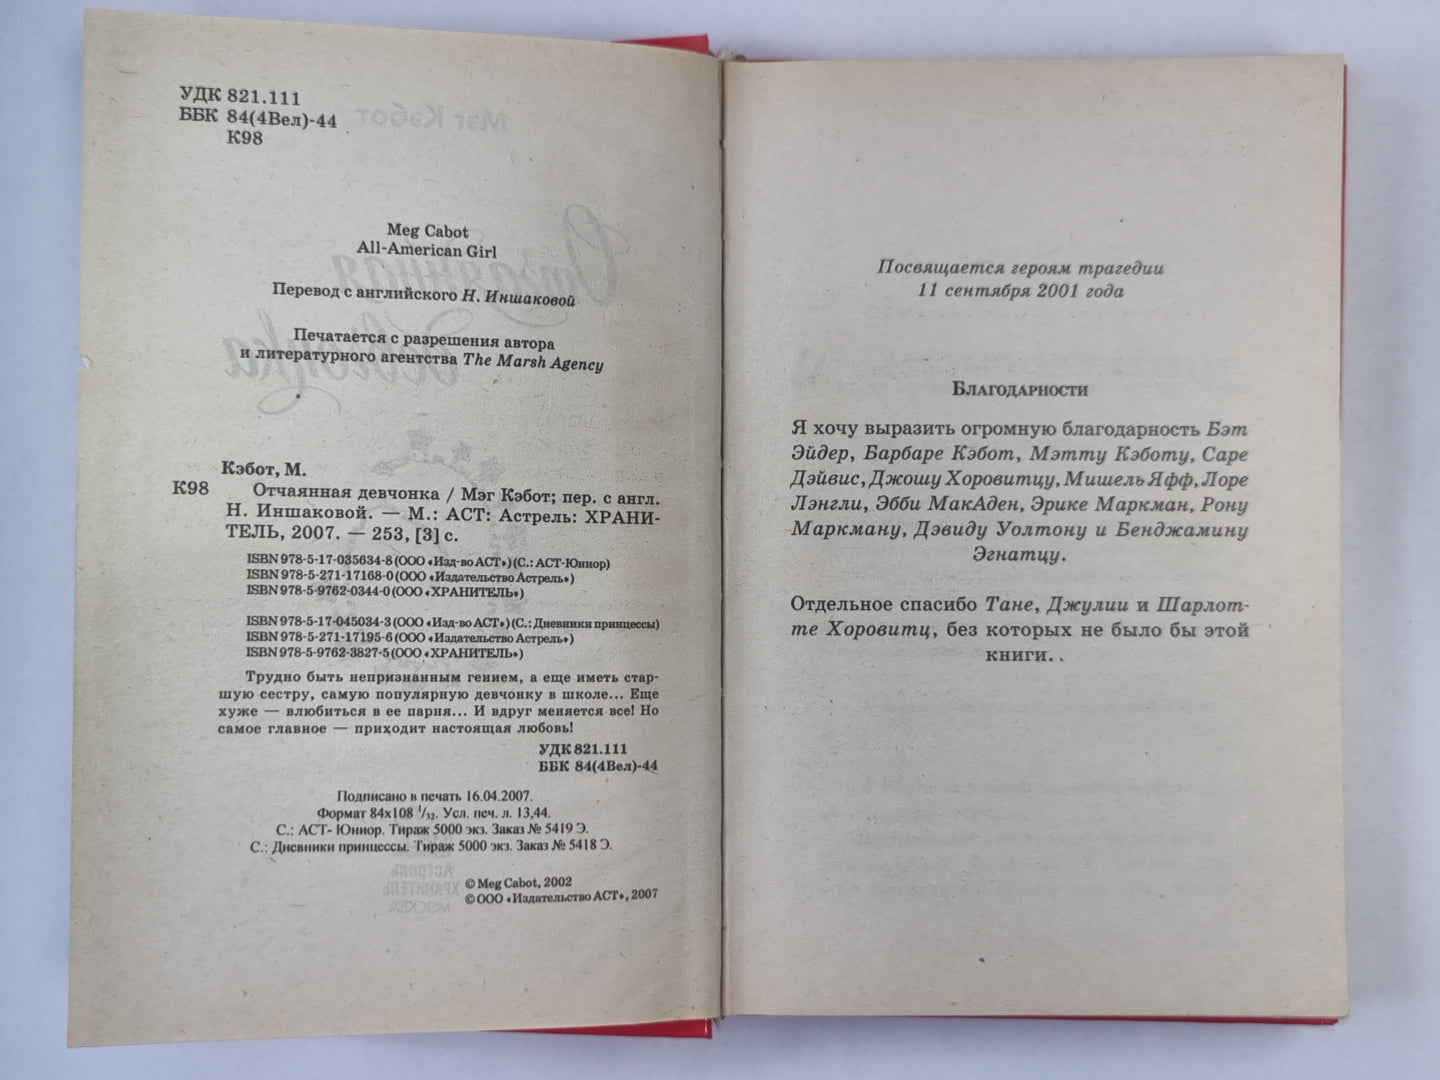 УДК 821.111
ББК 84(4Вел)-44
К98
Meg Cabot
All-American Girl
Перевод с английского Н. Иншаковой
Печатается с разрешения автора
и литературного агентства The Marsh Agency
Кэбот, М.
К98 Отчаянная девчонка / Мэг Кэбот; пер. с англ.
Н. Иншаковой. — М.: АСТ: Астрель: ХРАНИ-
ТЕЛЬ, 2007. — 253, [3] с.
ISBN 978-5-17-035634-8 (ООО «Изд-во АСТ») (С.: АСТ-Юниор)
ISBN 978-5-271-17168-0 (ООО «Издательство Астрель»)
ISBN 978-5-9762-0344-0 (ООО «ХРАНИТЕЛЬ»)
ISBN 978-5-17-045034-3 (ООО «Изд-во АСТ») (С.: Дневники принцессы)
ISBN 978-5-271-17195-6 (ООО «Издательство Астрель»)
ISBN 978-5-9762-3827-5 (ООО «ХРАНИТЕЛЬ»)
Трудно быть непризнанным гением, а еще иметь стар-
шую сестру, самую популярную девчонку в школе... Еще
хуже — влюбиться в ее парня... И вдруг меняется все! Но
самое главное — приходит настоящая любовь!
УДК 821.111
ББК 84(4Вел)-44
Подписано в печать 16.04.2007.
Формат 84х108 1/32. Усл. печ. л. 13,44.
С.: АСТ- Юниор. Тираж 5000 экз. Заказ № 5419 Э.
С.: Дневники принцессы. Тираж 5000 экз. Заказ № 5418 Э.
© Meg Cabot, 2002
© ООО «Издательство АСТ», 2007
Посвящается героям трагедии
11 сентября 2001 года
Благодарности
Я хочу выразить огромную благодарность Бэт
Эйдер, Барбаре Кэбот, Мэтту Кэботу, Саре
Дэйвис, Джошу Хоровитцу, Мишель Яфф, Лоре
Лэнгли, Эбби МакАден, Эрике Маркман, Рону
Маркману, Дэвиду Уолтону и Бенджамину
Эгнатцу.
Отдельное спасибо Тане, Джулии и Шарлот-
те Хоровитц, без которых не было бы этой
книги.